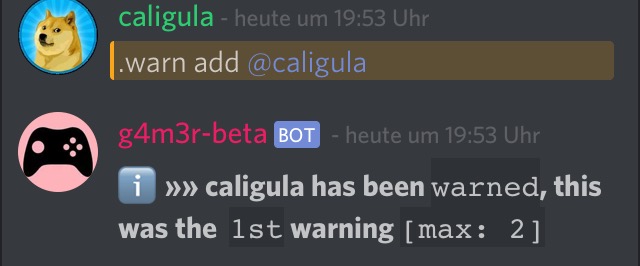 caligula - heute um 19:53 Uhr
.warn add @caligula
g4m3r-beta BOT - heute um 19:53 Uhr
i »» caligula has been warned, this
was the 1st warning [max: 2]